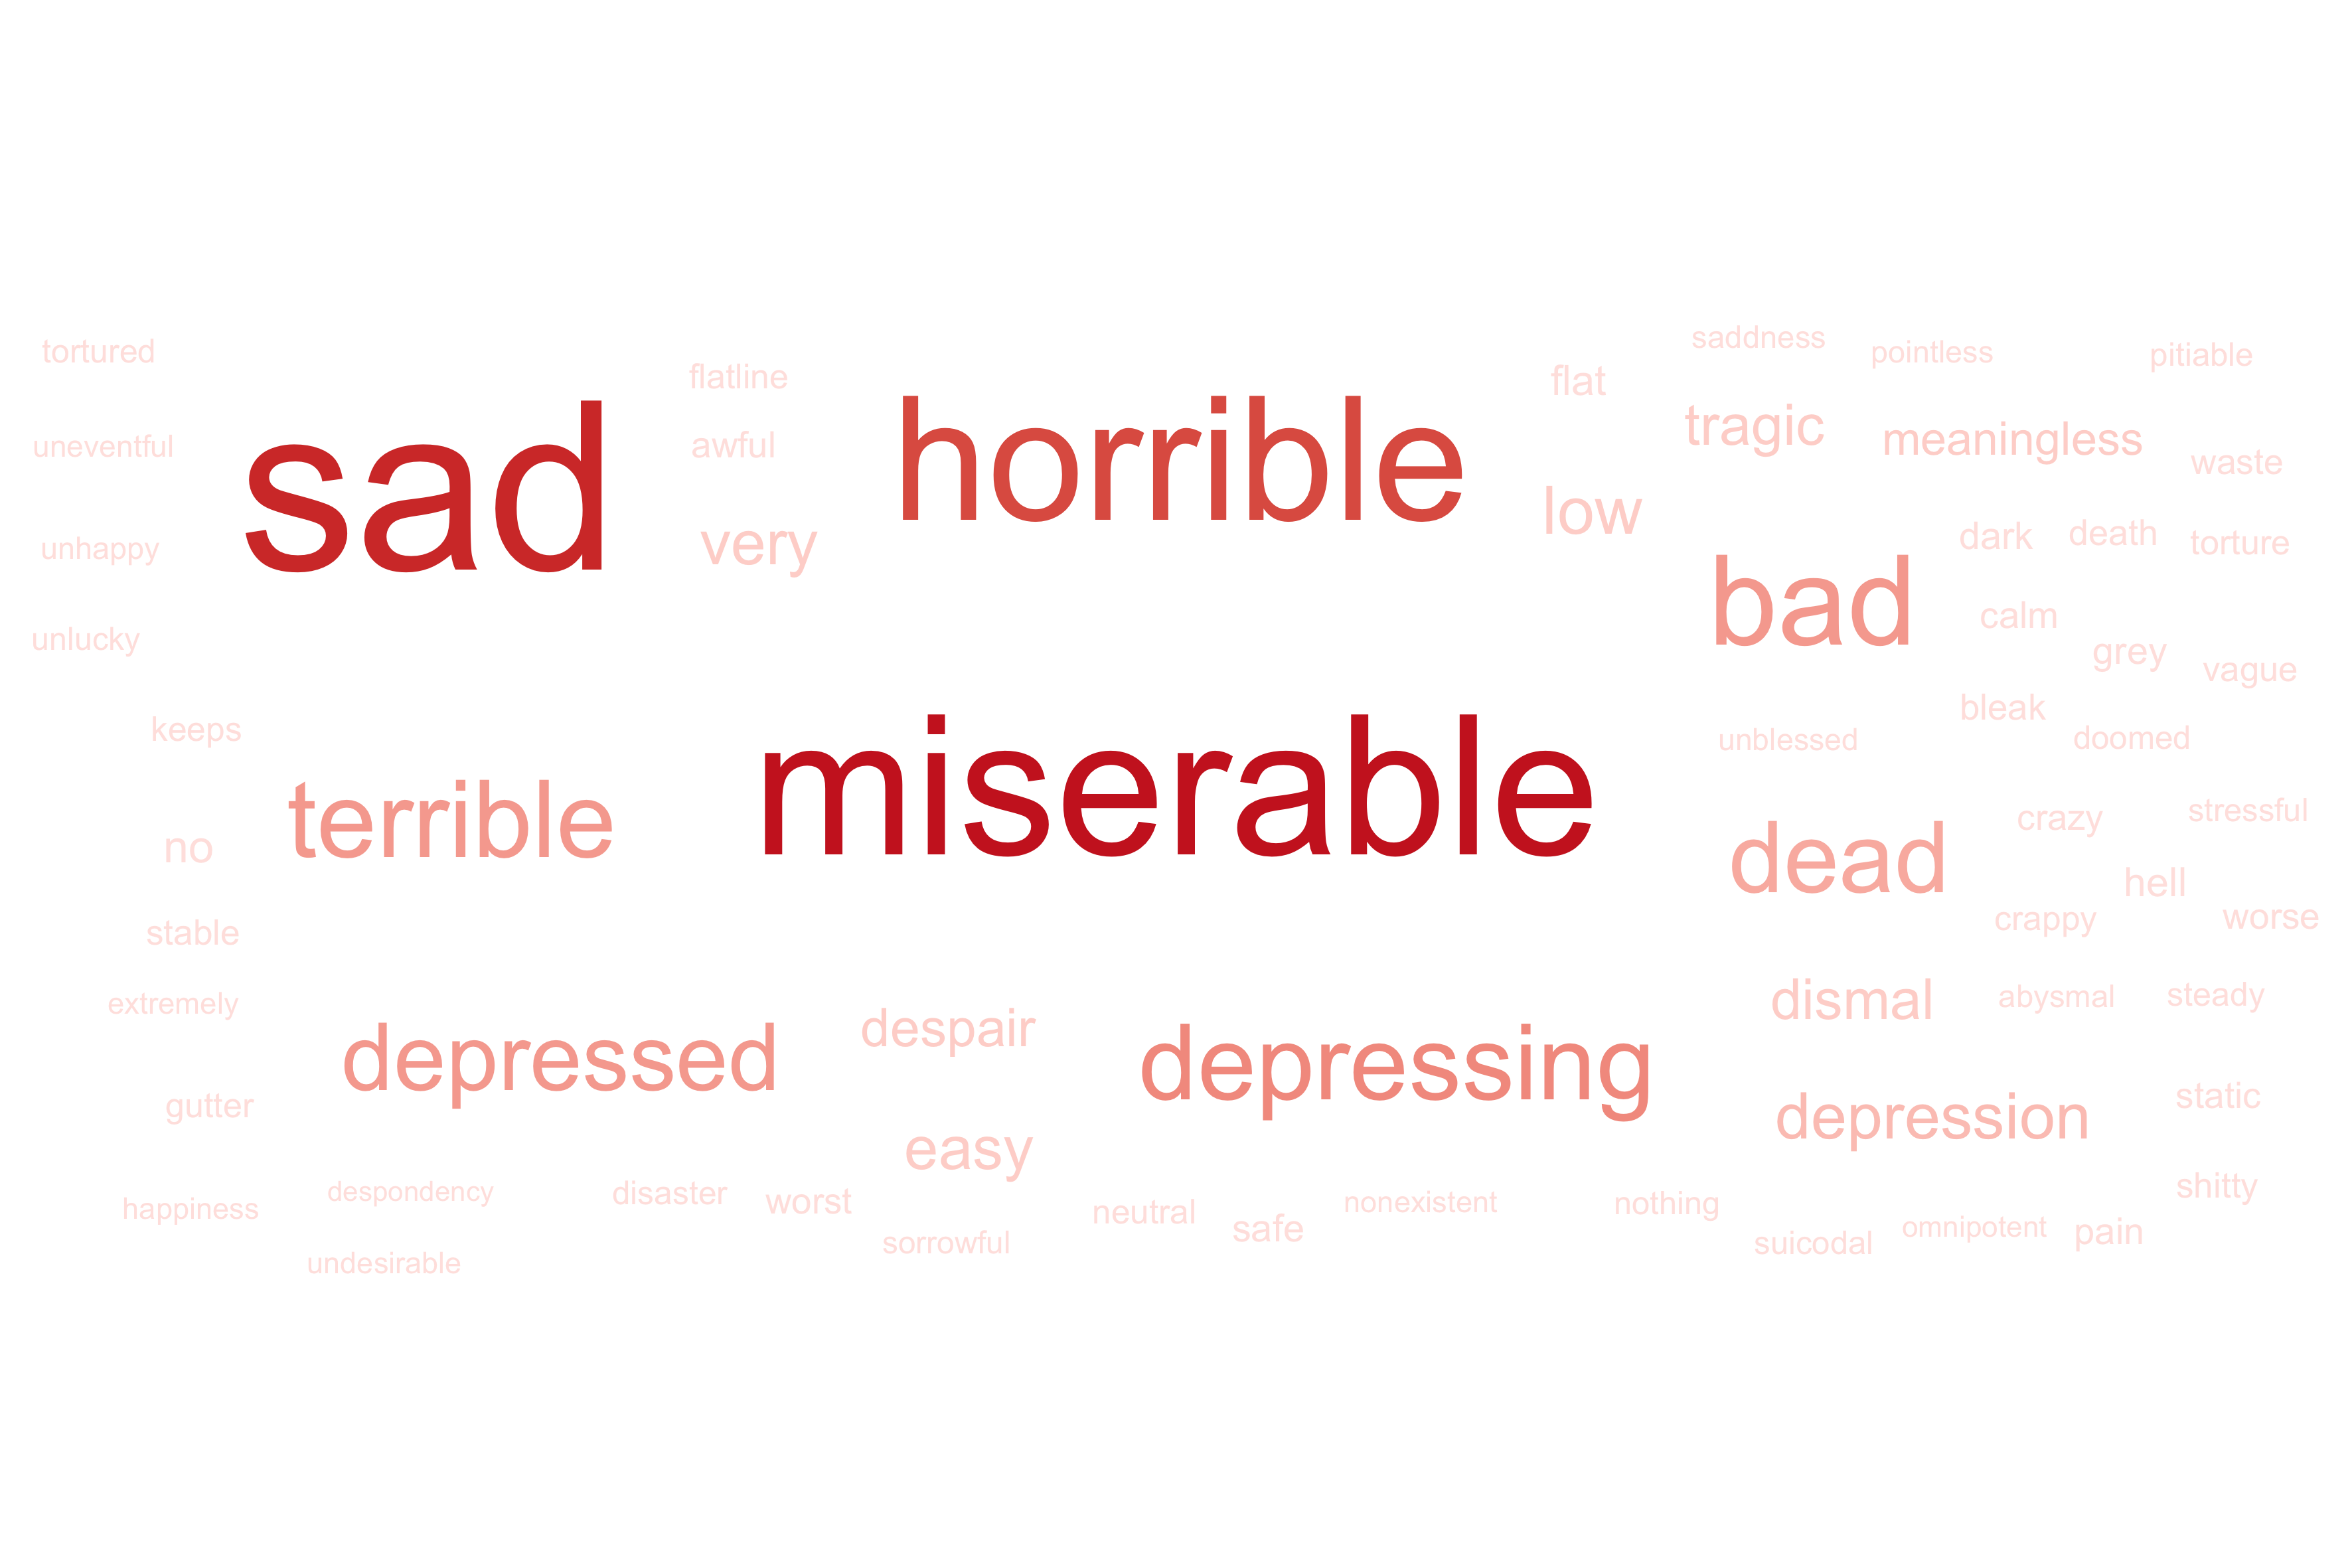 tortured
uneventful
unhappy
unlucky
sad
flatline
awful
very
horrible
flat
low
saddness
tragic
pointless
meaningless
pitiable
waste
bad
dark
death
torture
calm
grey
vague
bleak
doomed
unblessed
keeps
terrible
no
stable
extremely
miserable
dead
crazy
stressful
hell
crappy
worse
dismal
abysmal
steady
depressed
despair
depressing
depression
static
gutter
easy
shitty
happiness
despondency
undesirable
disaster
worst
sorrowful
neutral
safe
nonexistent
nothing
suicodal
omnipotent
pain